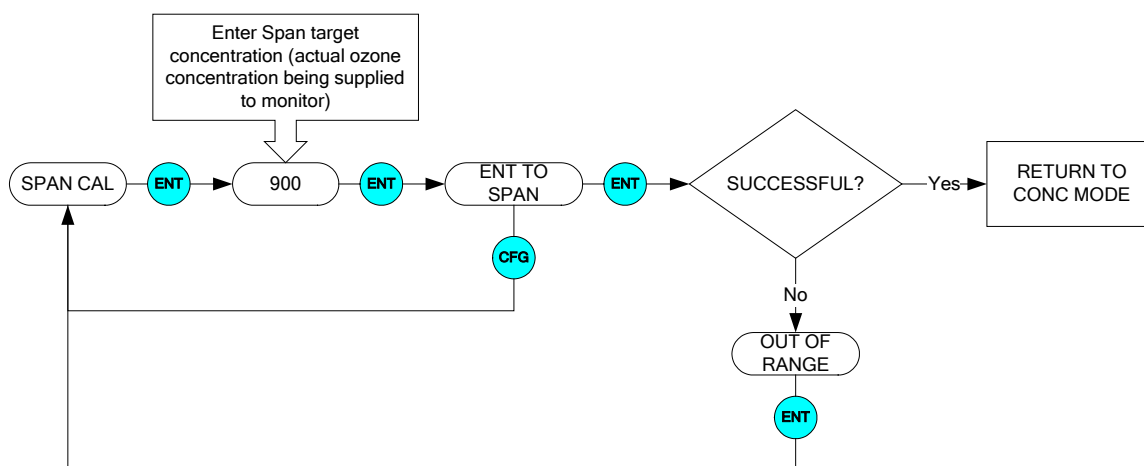 Enter Span target
concentration (actual ozone
concentration being supplied
to monitor)
SPAN CAL
ENT
900
ENT
ENT TO
SPAN
ENT
SUCCESSFUL?
Yes
RETURN TO
CONC MODE
CFG
No
OUT OF
RANGE
ENT